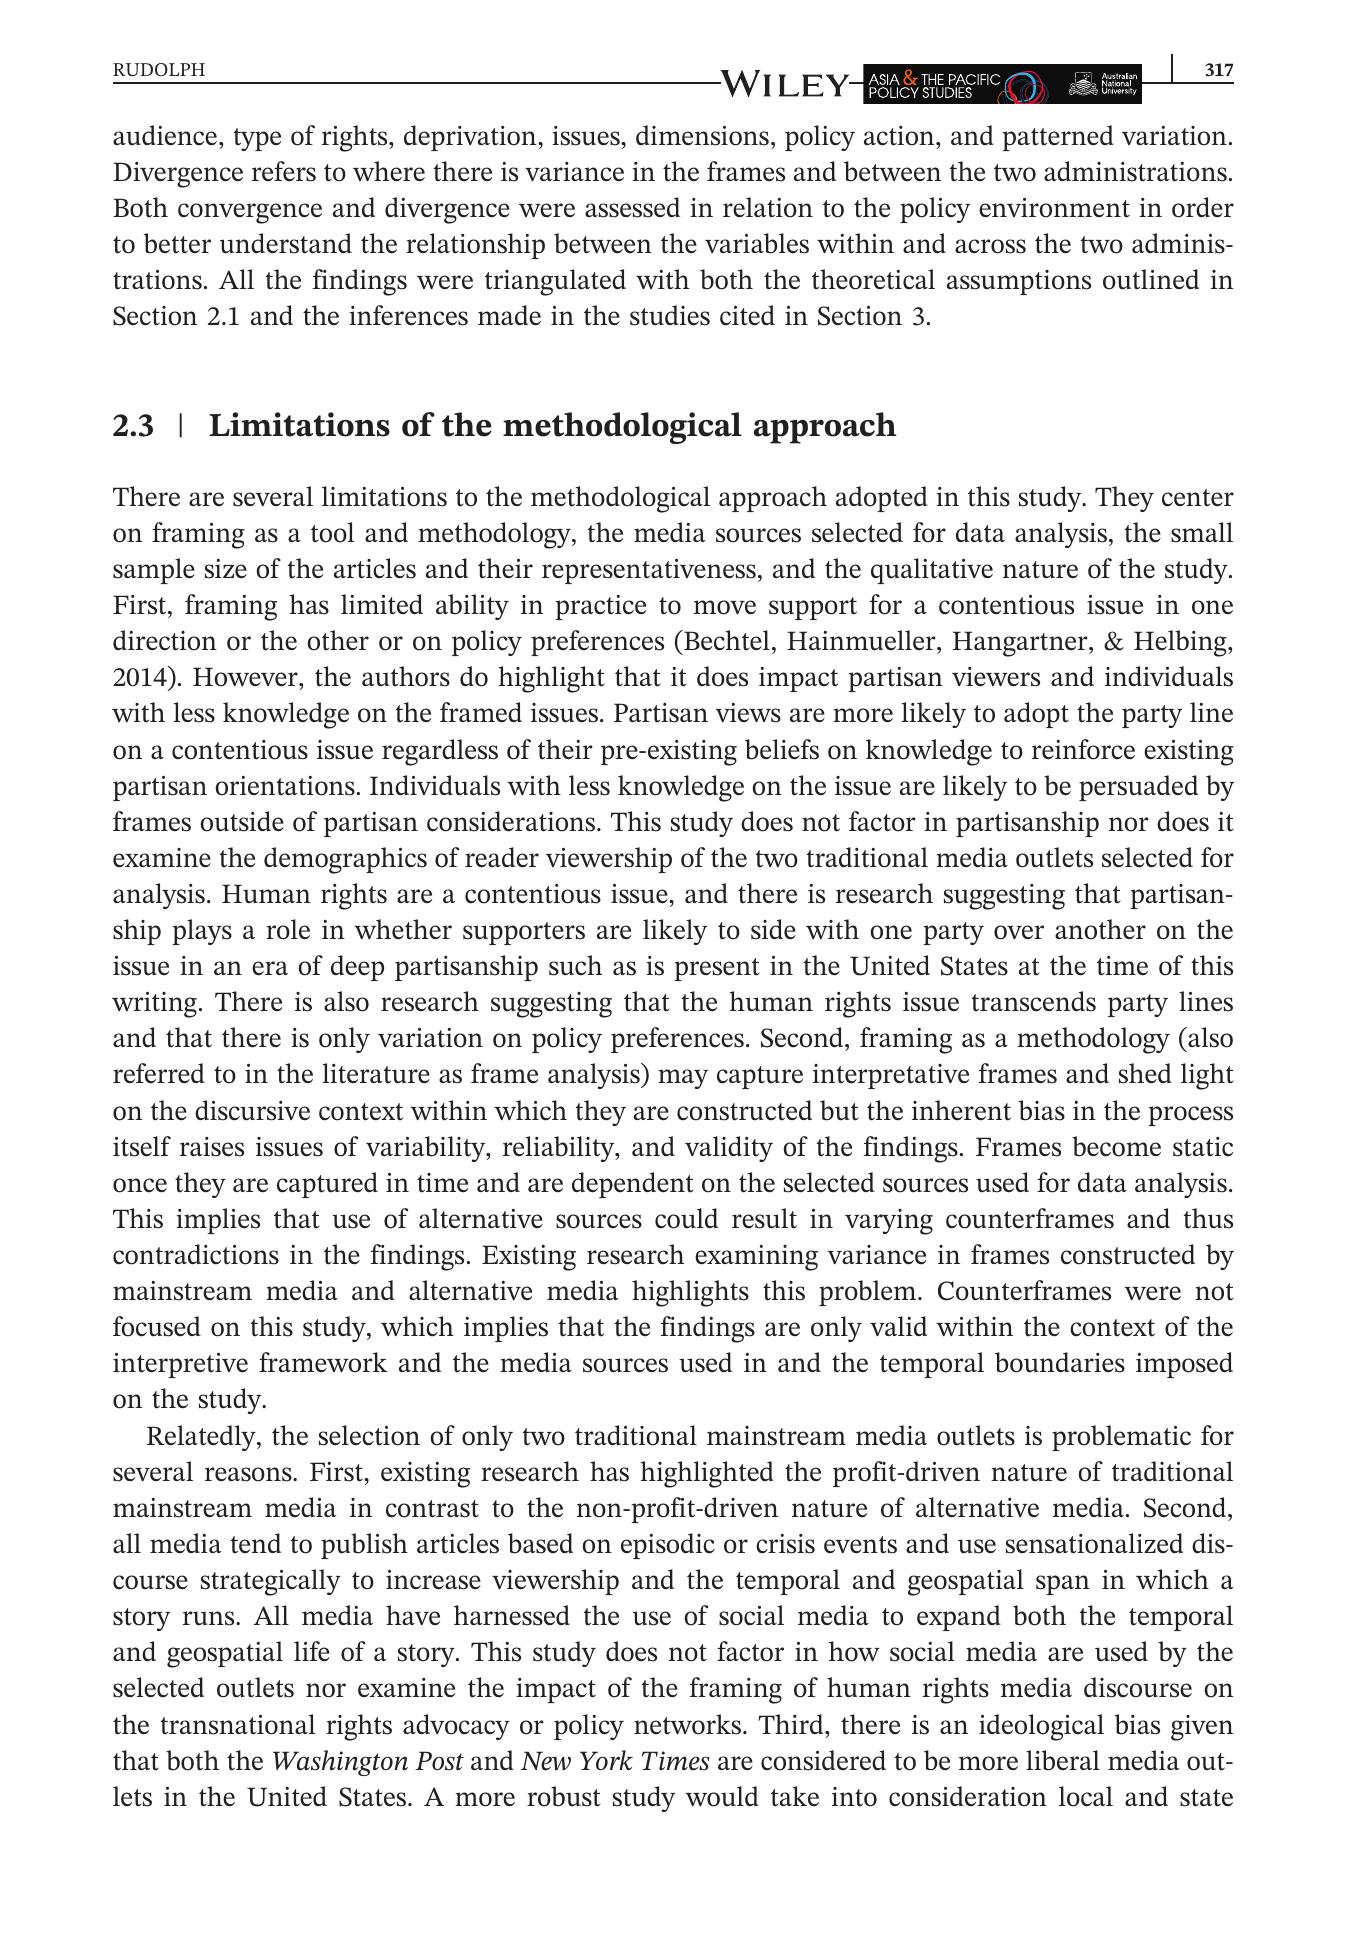 RUDOLPH
WILEY
ASIA & THE PACIFIC
POLICY STUDIES
Australian
National
University
317
audience, type of rights, deprivation, issues, dimensions, policy action, and patterned variation.
Divergence refers to where there is variance in the frames and between the two administrations.
Both convergence and divergence were assessed in relation to the policy environment in order
to better understand the relationship between the variables within and across the two adminis-
trations. All the findings were triangulated with both the theoretical assumptions outlined in
Section 2.1 and the inferences made in the studies cited in Section 3.
2.3 | Limitations of the methodological approach
There are several limitations to the methodological approach adopted in this study. They center
on framing as a tool and methodology, the media sources selected for data analysis, the small
sample size of the articles and their representativeness, and the qualitative nature of the study.
First, framing has limited ability in practice to move support for a contentious issue in one
direction or the other or on policy preferences (Bechtel, Hainmueller, Hangartner, & Helbing,
2014). However, the authors do highlight that it does impact partisan viewers and individuals
with less knowledge on the framed issues. Partisan views are more likely to adopt the party line
on a contentious issue regardless of their pre-existing beliefs on knowledge to reinforce existing
partisan orientations. Individuals with less knowledge on the issue are likely to be persuaded by
frames outside of partisan considerations. This study does not factor in partisanship nor does it
examine the demographics of reader viewership of the two traditional media outlets selected for
analysis. Human rights are a contentious issue, and there is research suggesting that partisan-
ship plays a role in whether supporters are likely to side with one party over another on the
issue in an era of deep partisanship such as is present in the United States at the time of this
writing. There is also research suggesting that the human rights issue transcends party lines
and that there is only variation on policy preferences. Second, framing as a methodology (also
referred to in the literature as frame analysis) may capture interpretative frames and shed light
on the discursive context within which they are constructed but the inherent bias in the process
itself raises issues of variability, reliability, and validity of the findings. Frames become static
once they are captured in time and are dependent on the selected sources used for data analysis.
This implies that use of alternative sources could result in varying counterframes and thus
contradictions in the findings. Existing research examining variance in frames constructed by
mainstream media and alternative media highlights this problem. Counterframes were not
focused on this study, which implies that the findings are only valid within the context of the
interpretive framework and the media sources used in and the temporal boundaries imposed
on the study.
Relatedly, the selection of only two traditional mainstream media outlets is problematic for
several reasons. First, existing research has highlighted the profit-driven nature of traditional
mainstream media in contrast to the non-profit-driven nature of alternative media. Second,
all media tend to publish articles based on episodic or crisis events and use sensationalized dis-
course strategically to increase viewership and the temporal and geospatial span in which a
story runs. All media have harnessed the use of social media to expand both the temporal
and geospatial life of a story. This study does not factor in how social media are used by the
selected outlets nor examine the impact of the framing of human rights media discourse on
the transnational rights advocacy or policy networks. Third, there is an ideological bias given
that both the Washington Post and New York Times are considered to be more liberal media out-
lets in the United States. A more robust study would take into consideration local and state